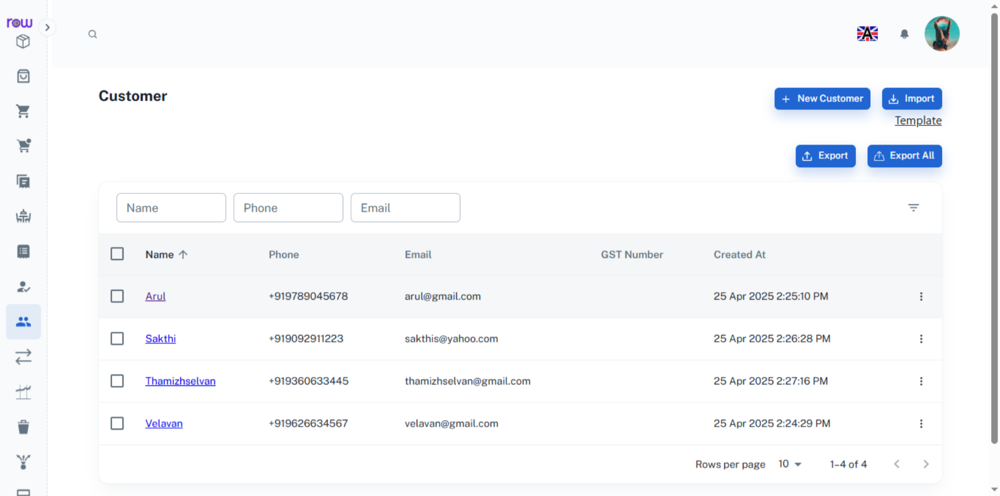 row
A
Customer
New Customer
Import
Template
Export
Export All
Name
Phone
Email
Name Phone Email GST Number Created At
Arul +919789045678 arul@gmail.com 25 Apr 2025 2:25:10 PM
Sakthi +919092911223 sakthis@yahoo.com 25 Apr 2025 2:26:28 PM
Thamizhselvan +919360633445 thamizhselvan@gmail.com 25 Apr 2025 2:27:16 PM
Velavan +919626634567 velavan@gmail.com 25 Apr 2025 2:24:29 PM
Rows per page 10 1–4 of 4